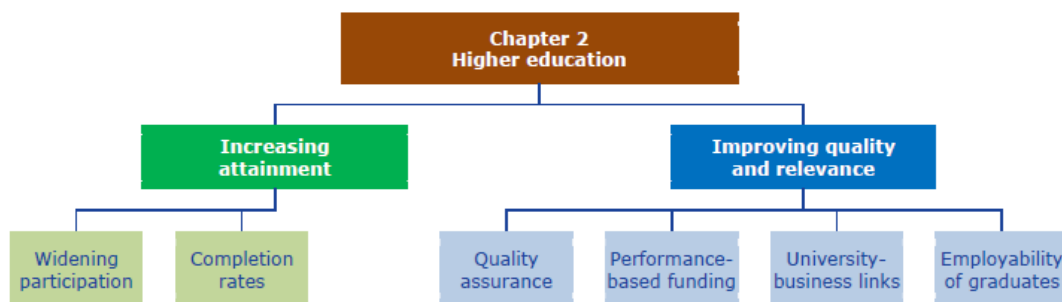 Chapter 2
Higher education
Increasing
attainment
Improving quality
and relevance
Widening
participation
Completion
rates
Quality
assurance
Performance-
based funding
University-
business links
Employability
of graduates